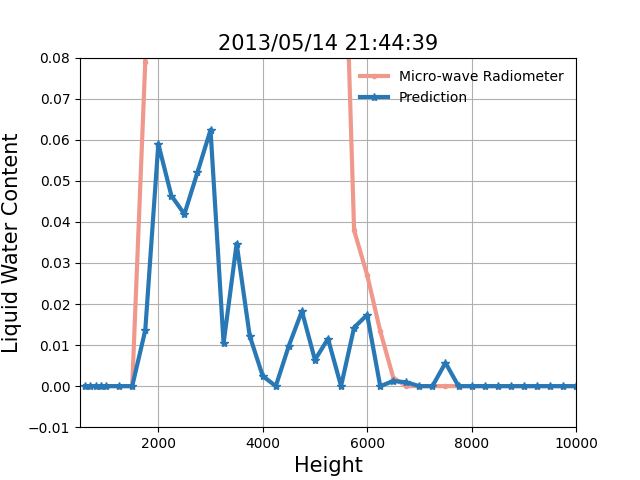 2013/05/14 21:44:39
Liquid Water Content
0.08
0.07
0.06
0.05
0.04
0.03
0.02
0.01
0.00
−0.01
Micro-wave Radiometer
Prediction
2000 4000 6000 8000 10000
Height